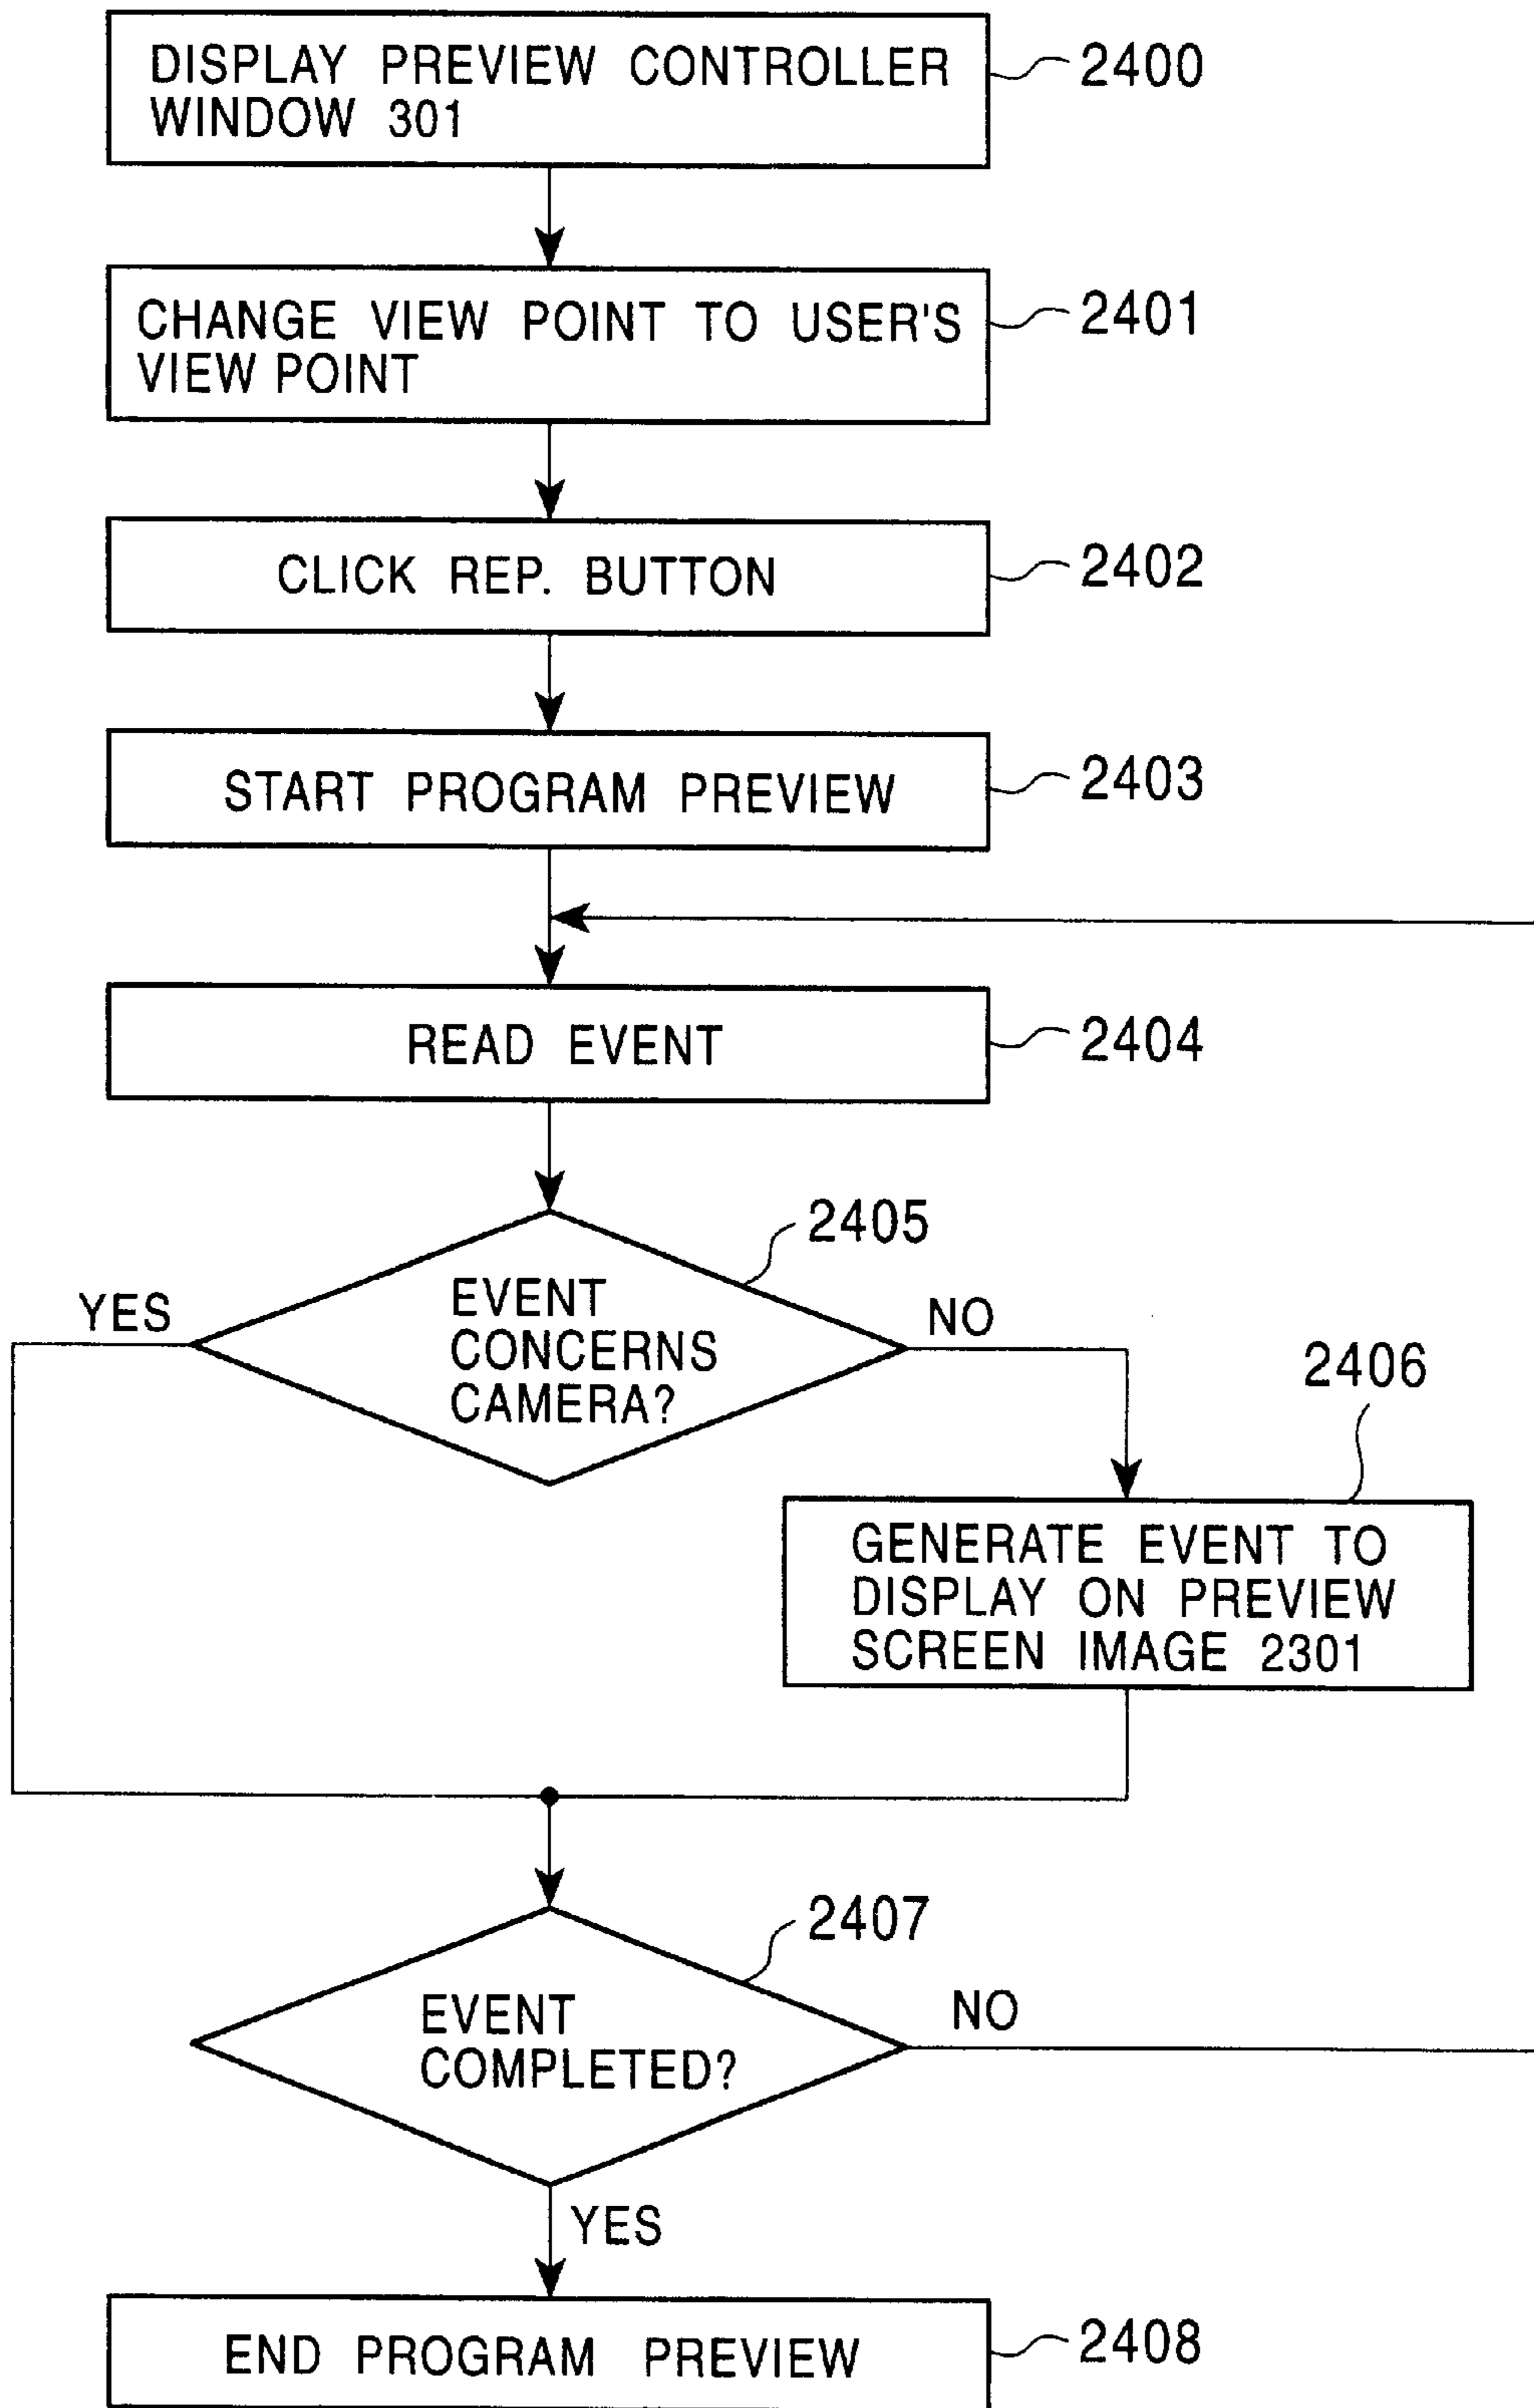 DISPLAY PREVIEW CONTROLLER
WINDOW 301
2400
CHANGE VIEW POINT TO USER'S
VIEW POINT
2401
CLICK REP. BUTTON
2402
START PROGRAM PREVIEW
2403
READ EVENT
2404
2405
EVENT
CONCERNS
CAMERA?
YES
NO
2406
GENERATE EVENT TO
DISPLAY ON PREVIEW
SCREEN IMAGE 2301
2407
EVENT
COMPLETED?
NO
YES
END PROGRAM PREVIEW
2408